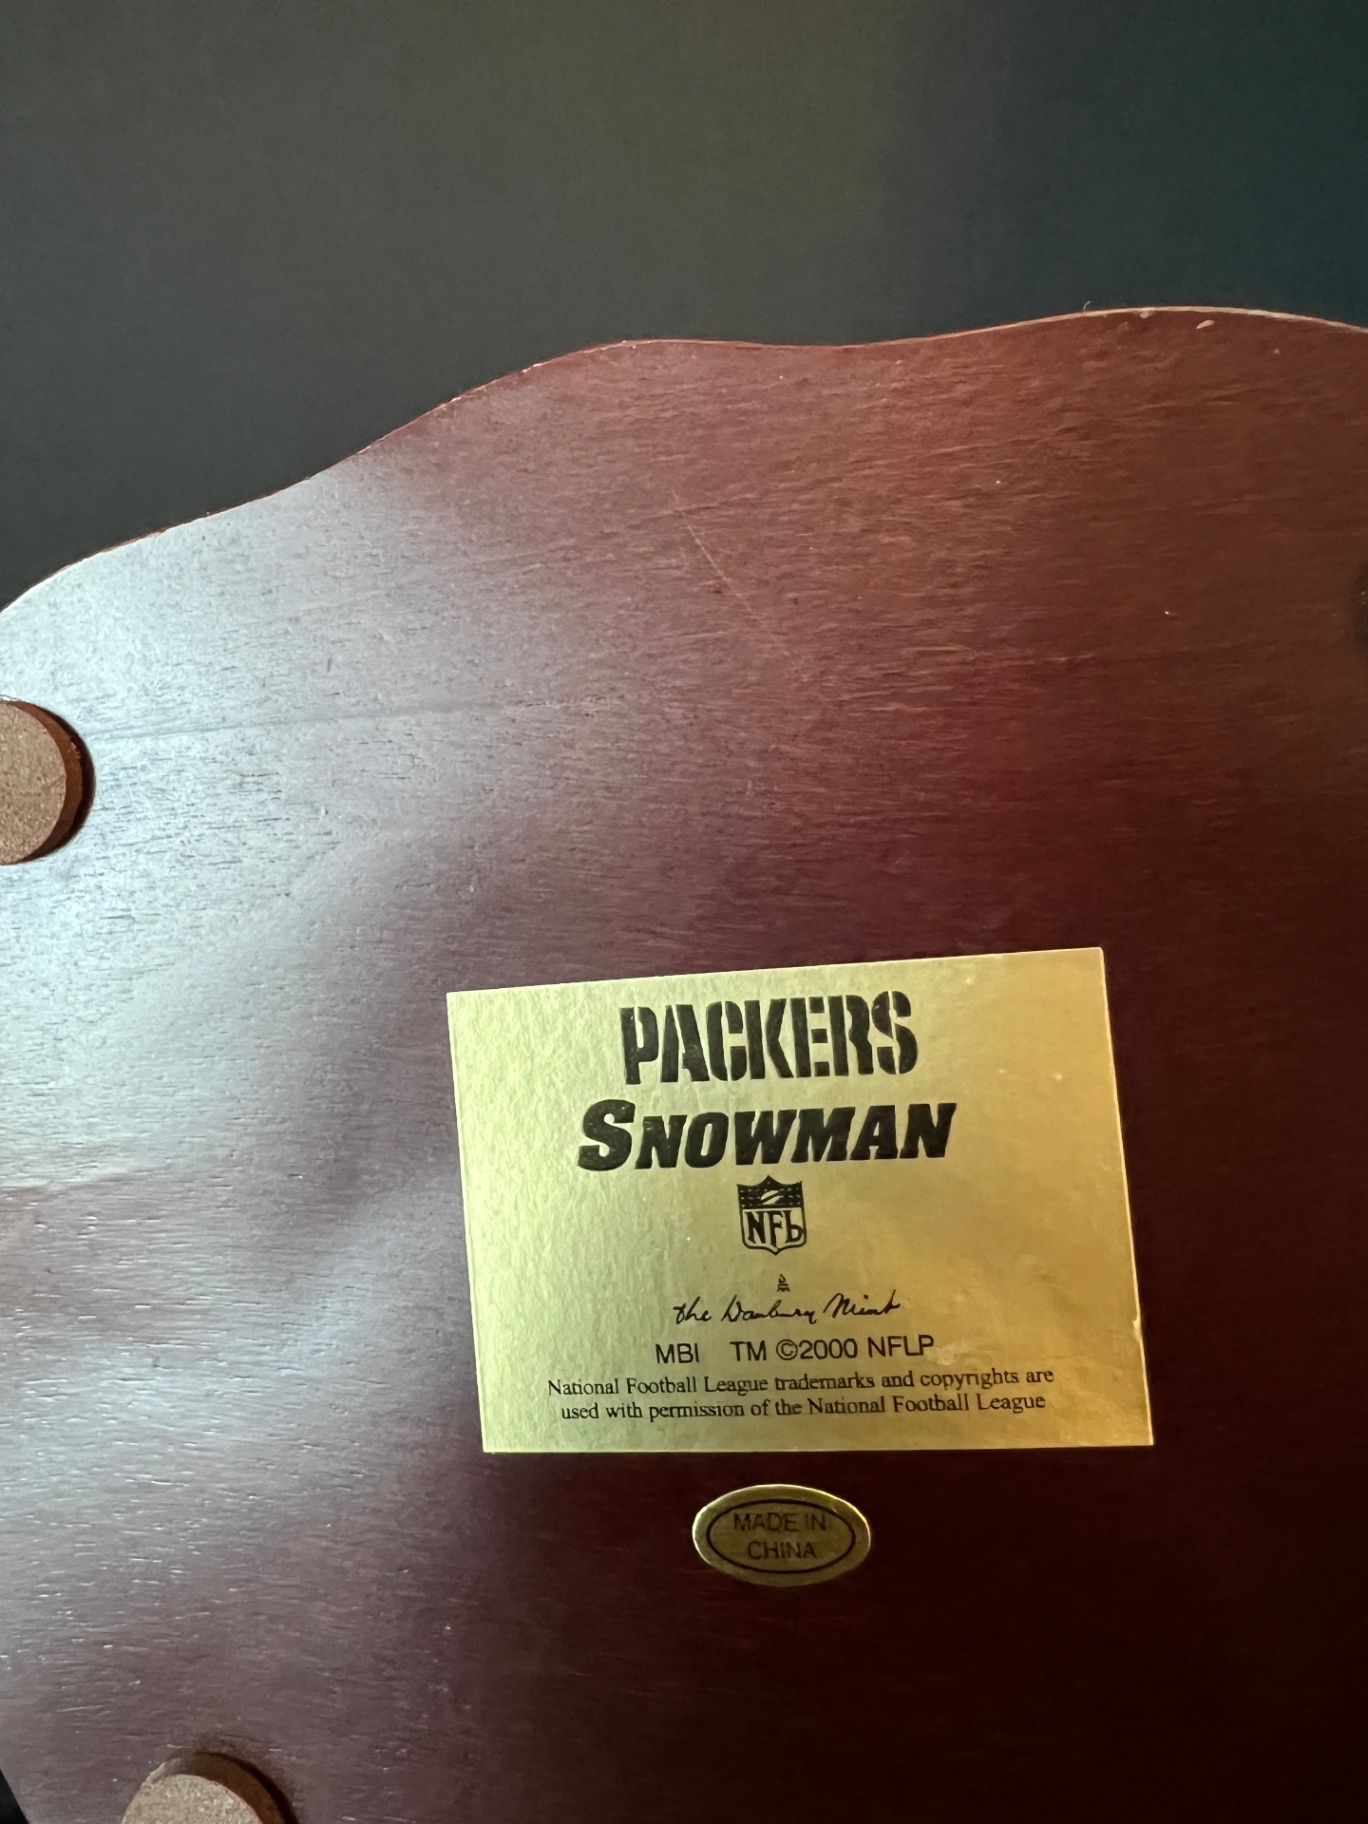 PACKERS
SNOWMAN
NFL
The Danbury Mint
MBI TM ©2000 NFLP
National Football League trademarks and copyrights are
used with permission of the National Football League
MADE IN
CHINA